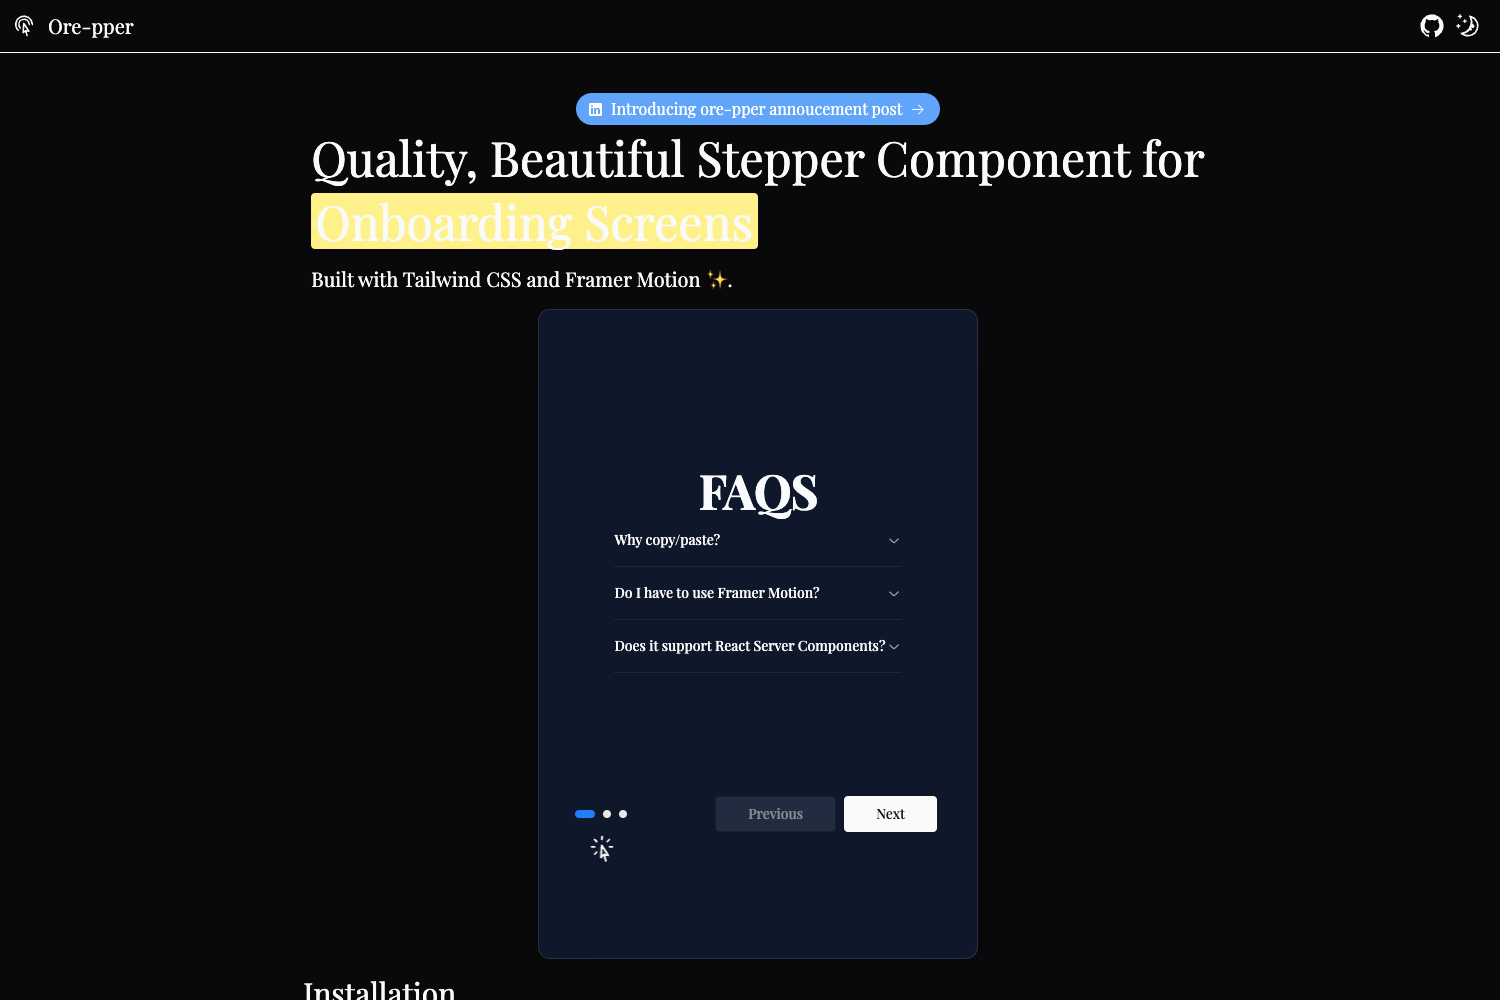 Ore-pper
Introducing ore-pper annoucement post
Quality, Beautiful Stepper Component for
Onboarding Screens
Built with Tailwind CSS and Framer Motion ✨.
FAQS
Why copy/paste?
Do I have to use Framer Motion?
Does it support React Server Components?
Previous
Next
Installation